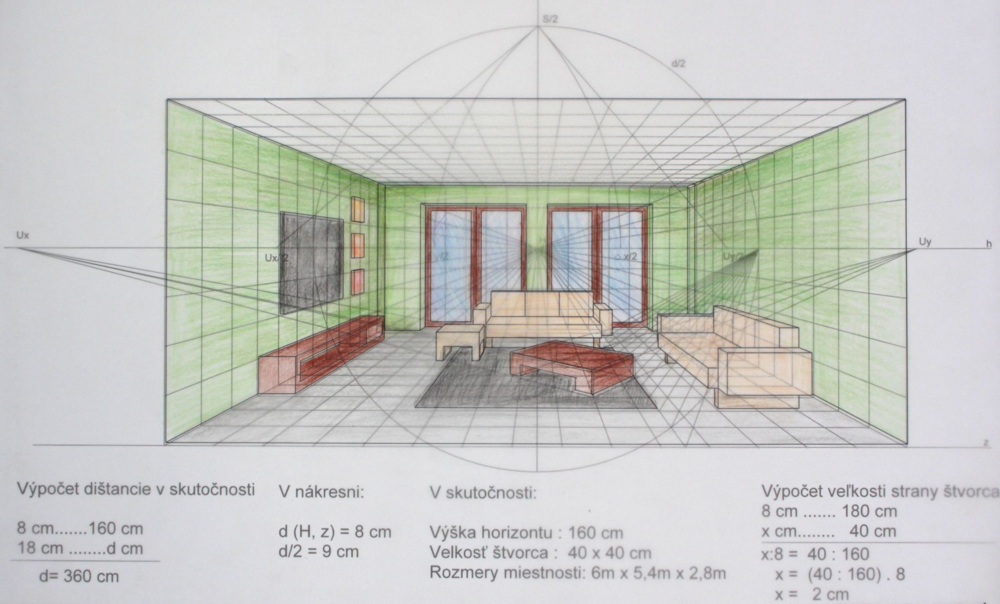 S/2
d/2
Ux
Uy
h
Ux/2
x/2
Uy/2
z
Výpočet dištancie v skutočnosti
8 cm.......160 cm
18 cm ........d cm
d= 360 cm
V nákresni:
d (H, z) = 8 cm
d/2 = 9 cm
V skutočnosti:
Výška horizontu : 160 cm
Velkosť štvorca : 40 x 40 cm
Rozmery miestnosti: 6m x 5,4m x 2,8m
Výpočet veľkosti strany štvorca
8 cm ....... 180 cm
x cm........ 40 cm
x:8 = 40 : 160
x = (40 : 160) . 8
x = 2 cm